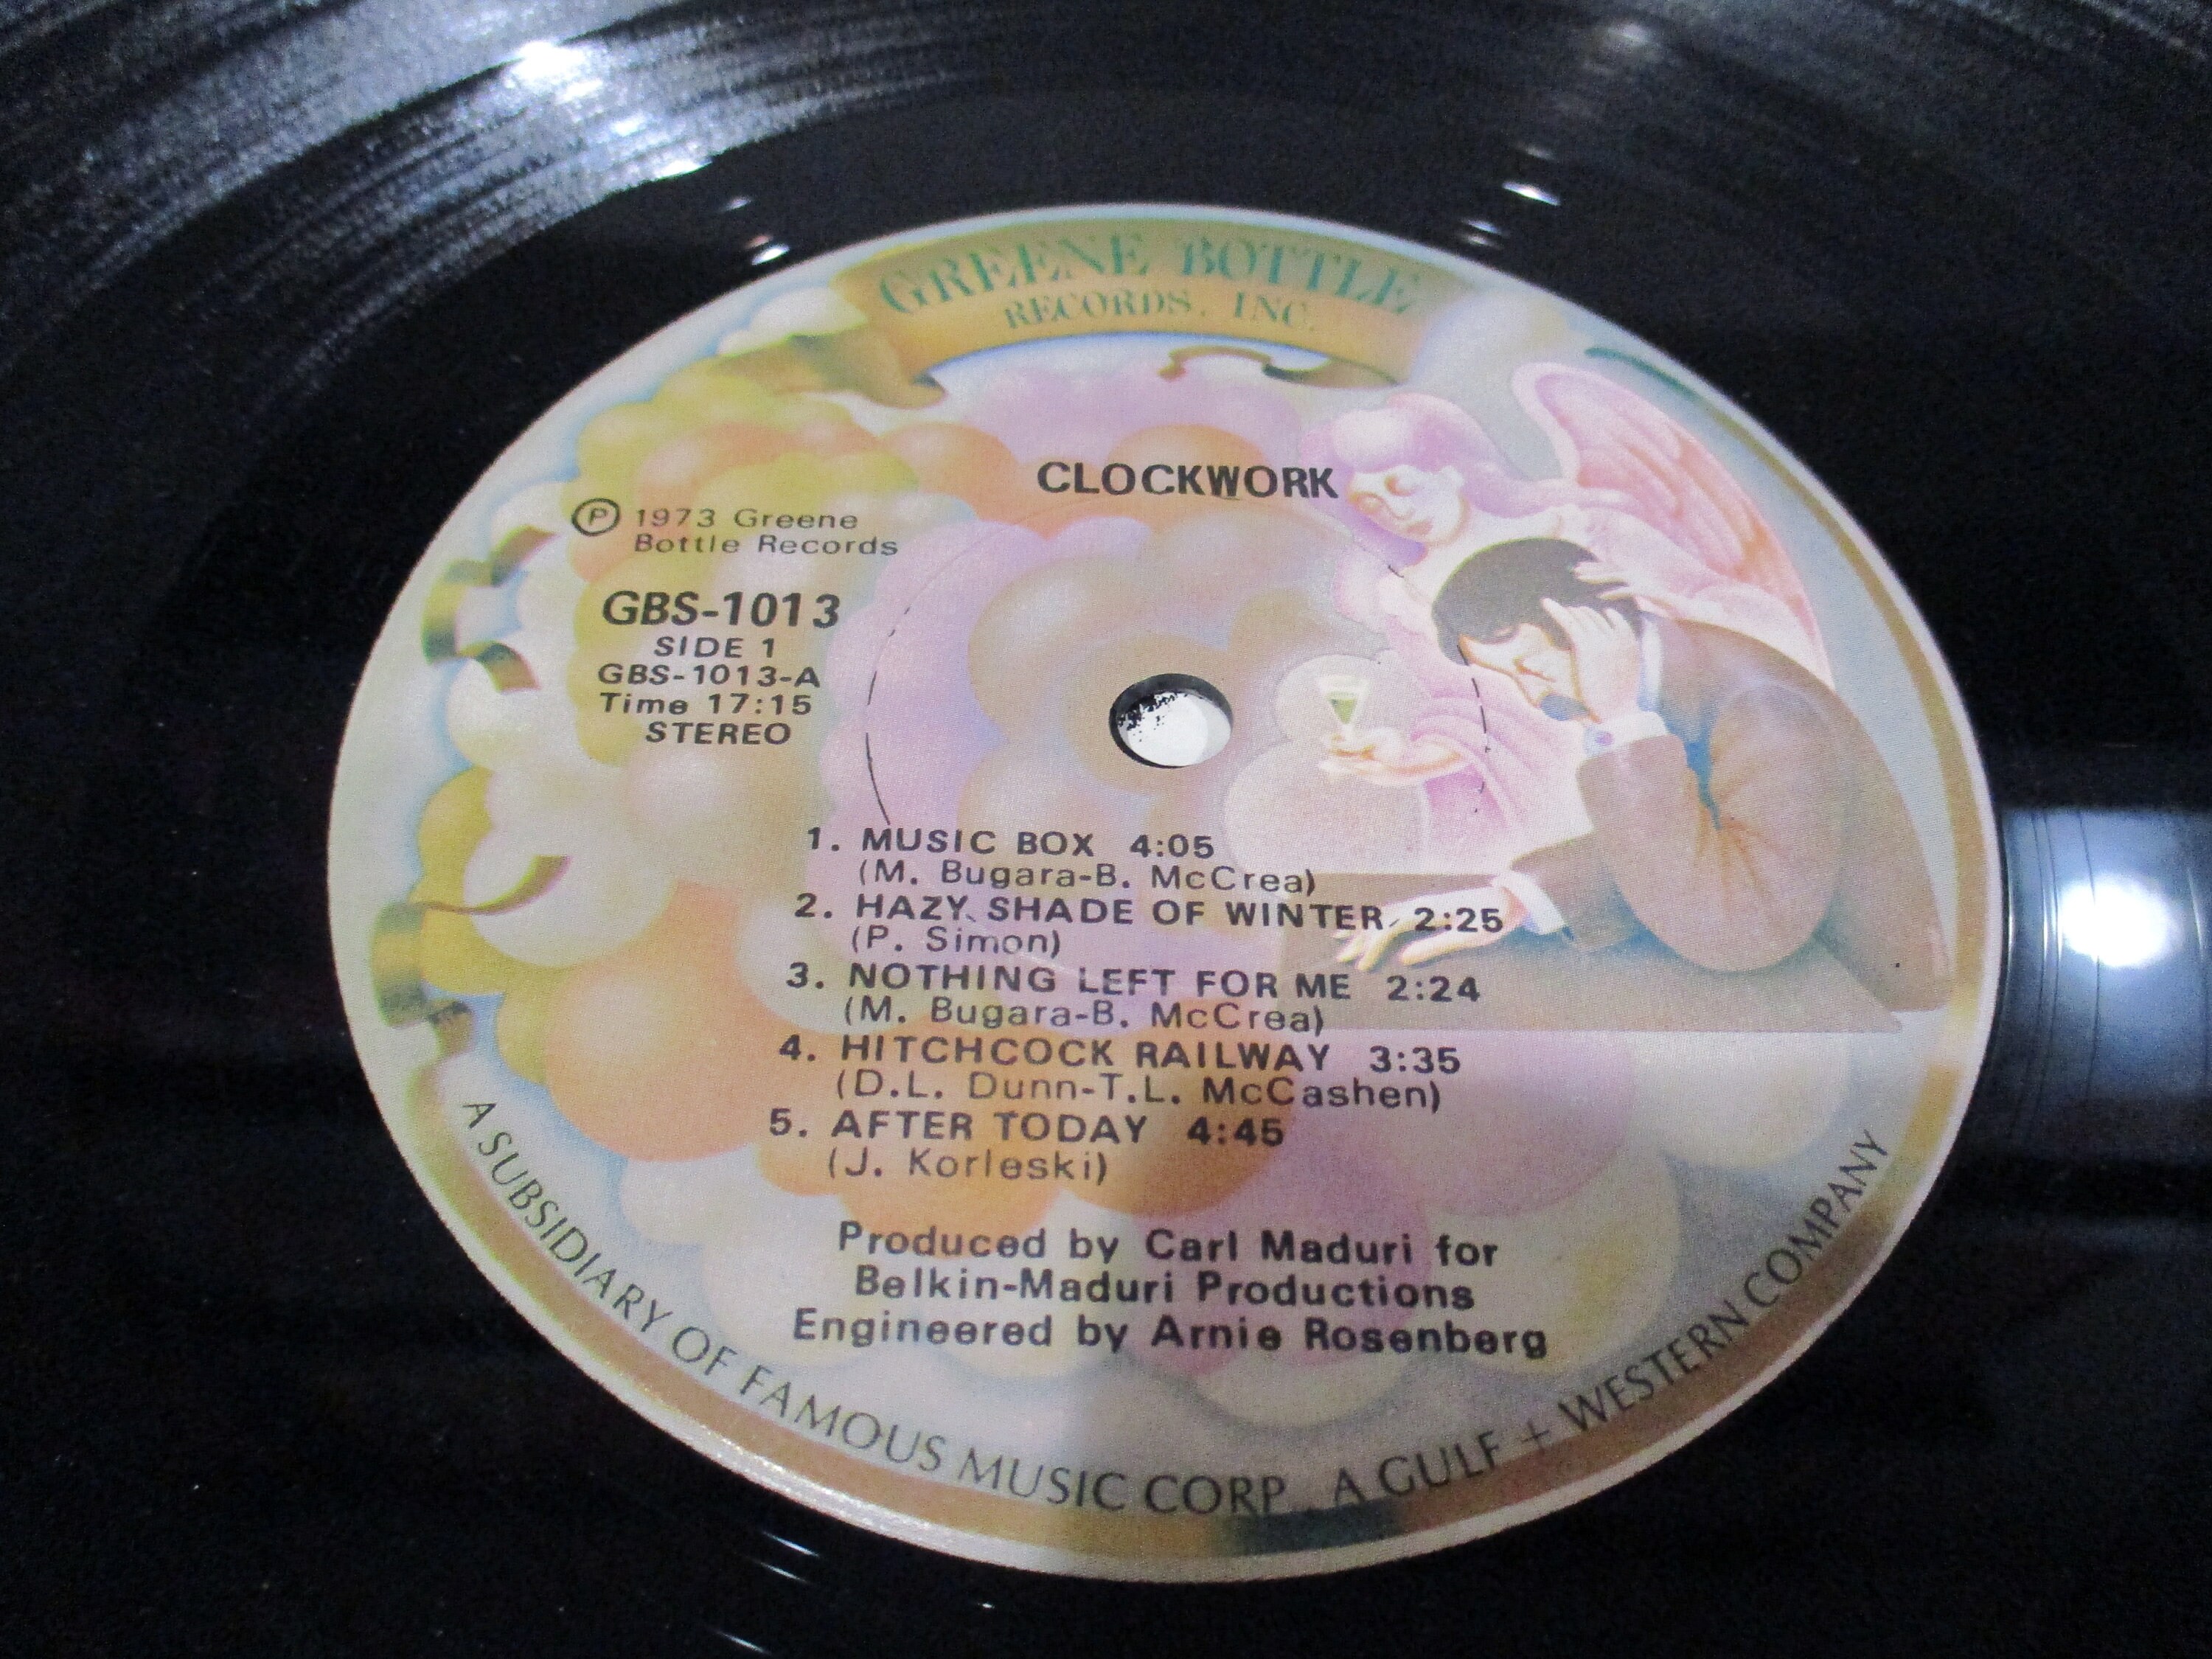 GREENE BOTTLE
RECORDS, INC.
CLOCKWORK
Ⓟ 1973 Greene
Bottle Records
GBS-1013
SIDE 1
GBS-1013-A
Time 17:15
STEREO
1. MUSIC BOX 4:05
(M. Bugara-B. McCrea)
2. HAZY SHADE OF WINTER 2:25
(P. Simon)
3. NOTHING LEFT FOR ME 2:24
(M. Bugara-B. McCrea)
4. HITCHCOCK RAILWAY 3:35
(D.L. Dunn-T.L. McCashen)
5. AFTER TODAY 4:45
(J. Korleski)
Produced by Carl Maduri for
Belkin-Maduri Productions
Engineered by Arnie Rosenberg
A SUBSIDIARY OF FAMOUS MUSIC CORP., A GULF + WESTERN COMPANY